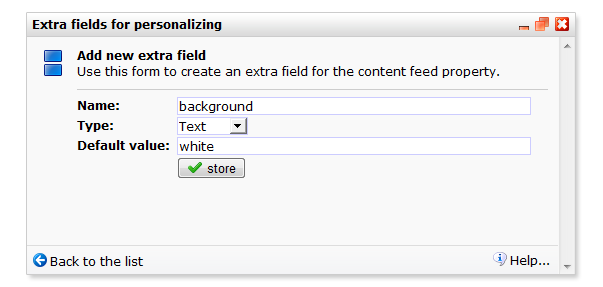 Extra fields for personalizing
Add new extra field
Use this form to create an extra field for the content feed property.
Name: background
Type: Text
Default value: white
store
Back to the list
Help...